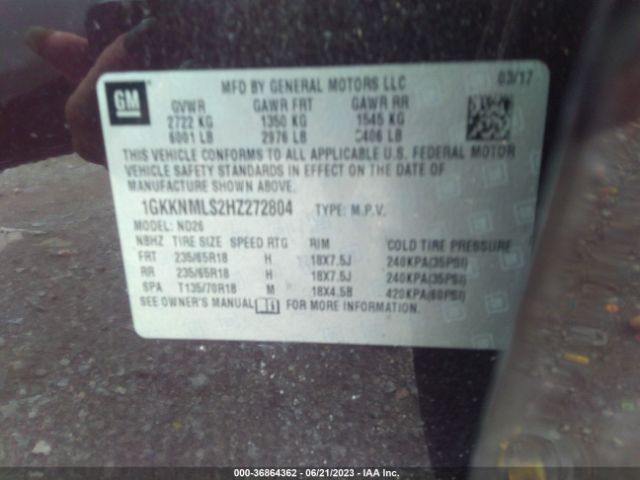 GM
MFD BY GENERAL MOTORS LLC 03/17
GVWR GAWR FRT GAWR RR
2722 KG 1350 KG 1545 KG
6001 LB 2976 LB 3406 LB
THIS VEHICLE CONFORMS TO ALL APPLICABLE U.S. FEDERAL MOTOR
VEHICLE SAFETY STANDARDS IN EFFECT ON THE DATE OF
MANUFACTURE SHOWN ABOVE.
1GKKNMLS2HZ272804 TYPE: M.P.V.
MODEL: ND26
NBHZ TIRE SIZE SPEED RTG RIM COLD TIRE PRESSURE
FRT 235/65R18 H 18X7.5J 240KPA(35PSI)
RR 235/65R18 H 18X7.5J 240KPA(35PSI)
SPA T135/70R18 M 18X4.5B 420KPA(60PSI)
SEE OWNER'S MANUAL FOR MORE INFORMATION.
000-36864362 - 06/21/2023 - IAA Inc.